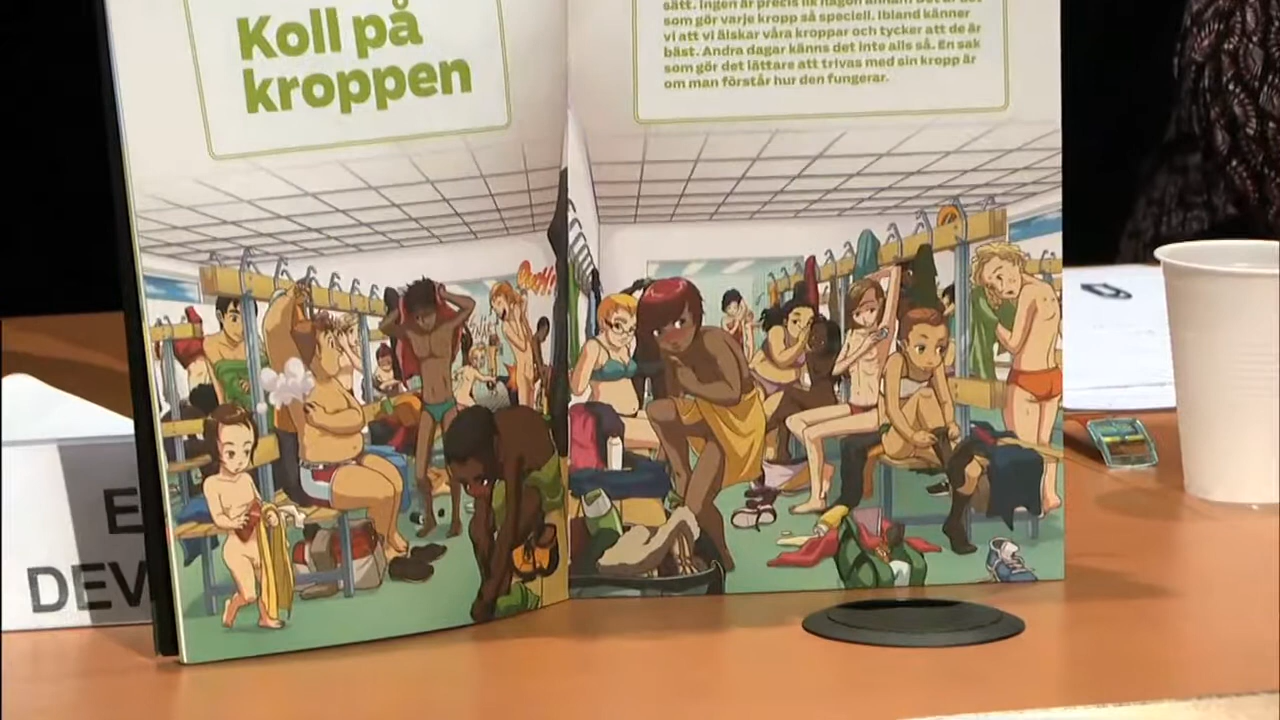 Koll på
kroppen
sätt. Ingen är precis lik någon annan. Det är det
som gör varje kropp så speciell. Ibland känner
vi att vi älskar våra kroppar och tycker att de är
bäst. Andra dagar känns det inte alls så. En sak
som gör det lättare att trivas med sin kropp är
om man förstår hur den fungerar.
E
DEV